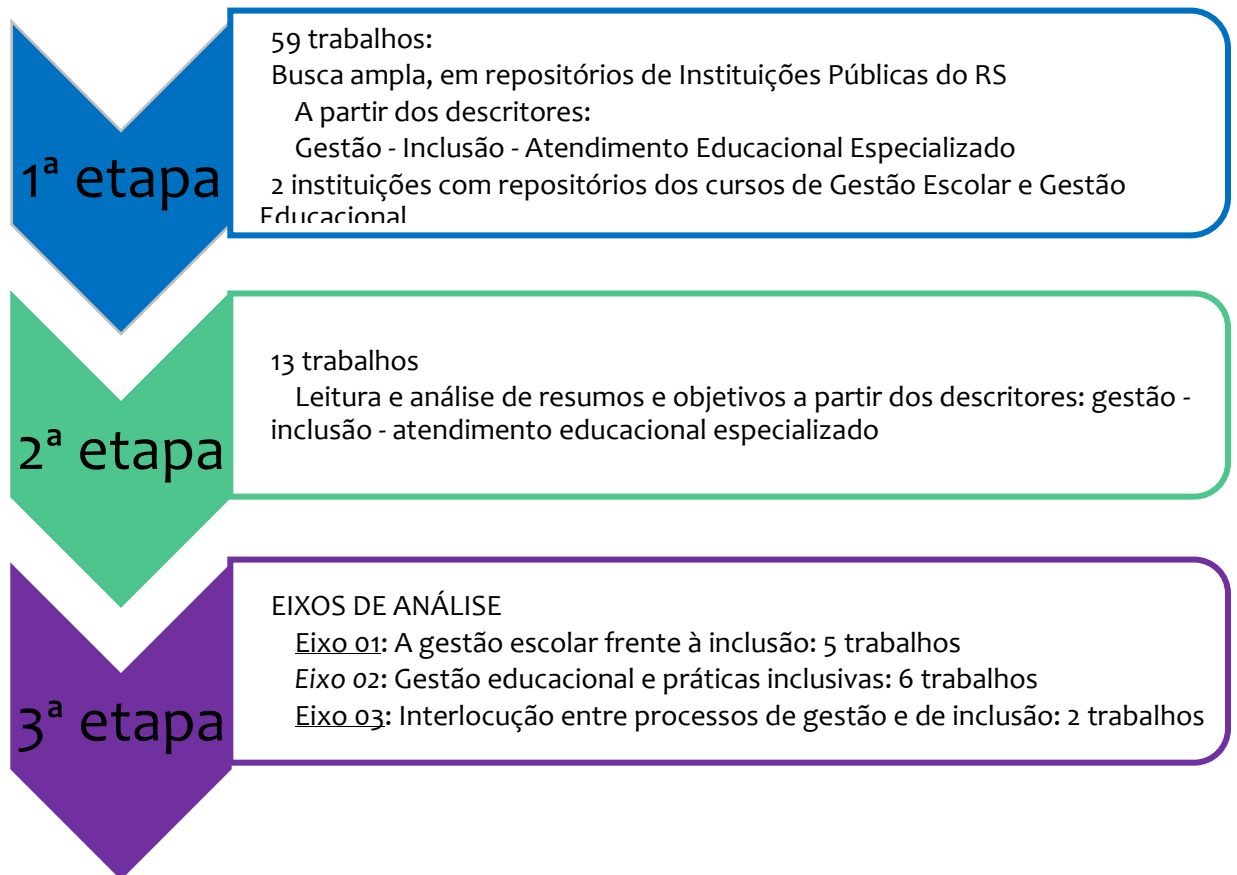 1ª etapa
59 trabalhos:
Busca ampla, em repositórios de Instituições Públicas do RS
A partir dos descritores:
Gestão - Inclusão - Atendimento Educacional Especializado
2 instituições com repositórios dos cursos de Gestão Escolar e Gestão
Educacional
2ª etapa
13 trabalhos
Leitura e análise de resumos e objetivos a partir dos descritores: gestão -
inclusão - atendimento educacional especializado
3ª etapa
EIXOS DE ANÁLISE
Eixo 01: A gestão escolar frente à inclusão: 5 trabalhos
Eixo 02: Gestão educacional e práticas inclusivas: 6 trabalhos
Eixo 03: Interlocução entre processos de gestão e de inclusão: 2 trabalhos